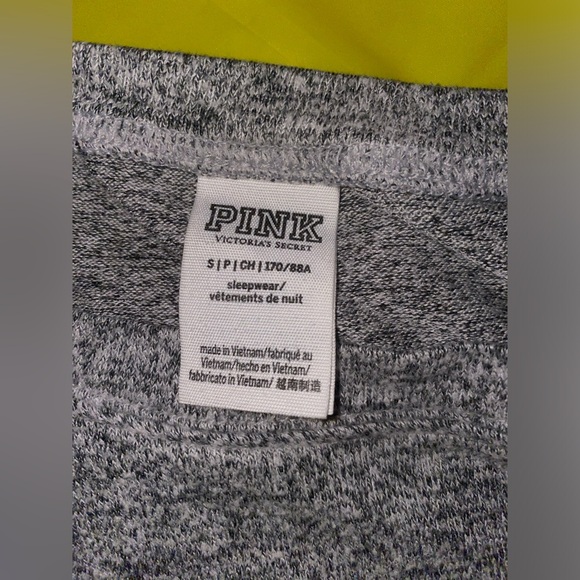 PINK
VICTORIA'S SECRET
S | P | CH | 170/88A
sleepwear/
vêtements de nuit
made in Vietnam/fabriqué au
Vietnam/hecho en Vietnam/
fabbricato in Vietnam/ 越南制造